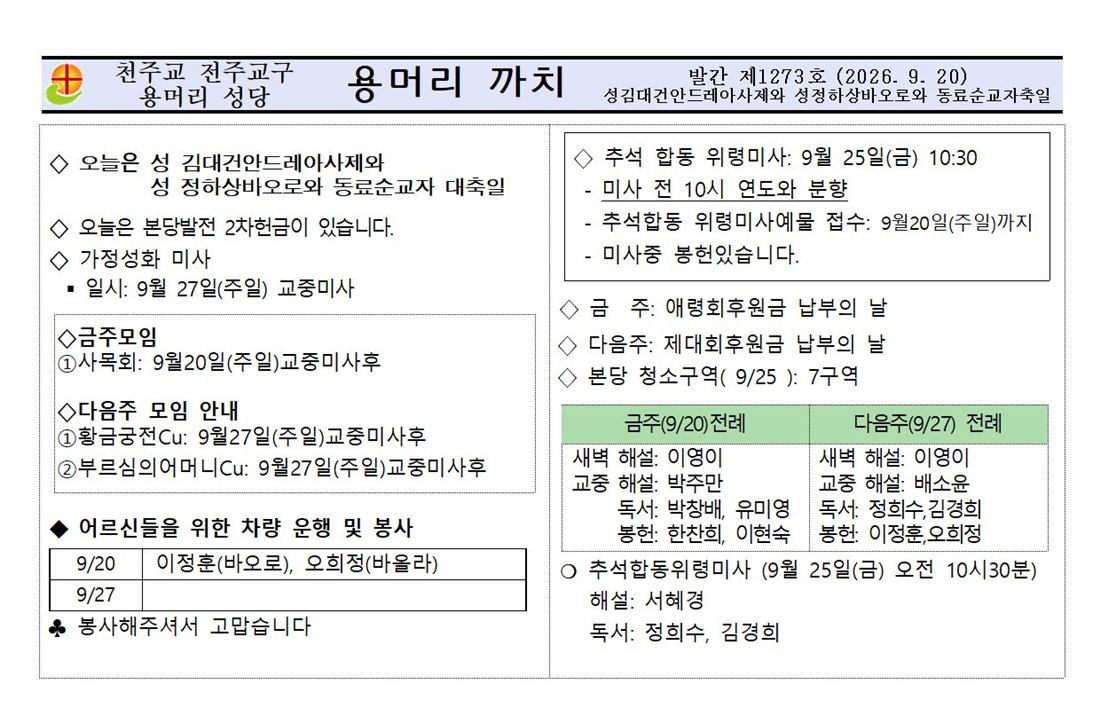 천주교 전주교구
용머리 성당
용머리 까치
발간 제1273호 (2026. 9. 20)
성김대건안드레아사제와 성정하상바오로와 동료순교자축일
◇ 오늘은 성 김대건안드레아사제와
성 정하상바오로와 동료순교자 대축일
◇ 오늘은 본당발전 2차헌금이 있습니다.
◇ 가정성화 미사
▪ 일시: 9월 27일(주일) 교중미사
◇금주모임
①사목회: 9월20일(주일)교중미사후
◇다음주 모임 안내
①황금궁전Cu: 9월27일(주일)교중미사후
②부르심의어머니Cu: 9월27일(주일)교중미사후
◆ 어르신들을 위한 차량 운행 및 봉사
9/20 이정훈(바오로), 오희정(바올라)
9/27
♣ 봉사해주셔서 고맙습니다
◇ 추석 합동 위령미사: 9월 25일(금) 10:30
- 미사 전 10시 연도와 분향
- 추석합동 위령미사예물 접수: 9월20일(주일)까지
- 미사중 봉헌있습니다.
◇ 금 주: 애령회후원금 납부의 날
◇ 다음주: 제대회후원금 납부의 날
◇ 본당 청소구역( 9/25 ): 7구역
금주(9/20)전례
새벽 해설: 이영이
교중 해설: 박주만
독서: 박창배, 유미영
봉헌: 한찬희, 이현숙
다음주(9/27) 전례
새벽 해설: 이영이
교중 해설: 배소윤
독서: 정희수,김경희
봉헌: 이정훈,오희정
❍ 추석합동위령미사 (9월 25일(금) 오전 10시30분)
해설: 서혜경
독서: 정희수, 김경희